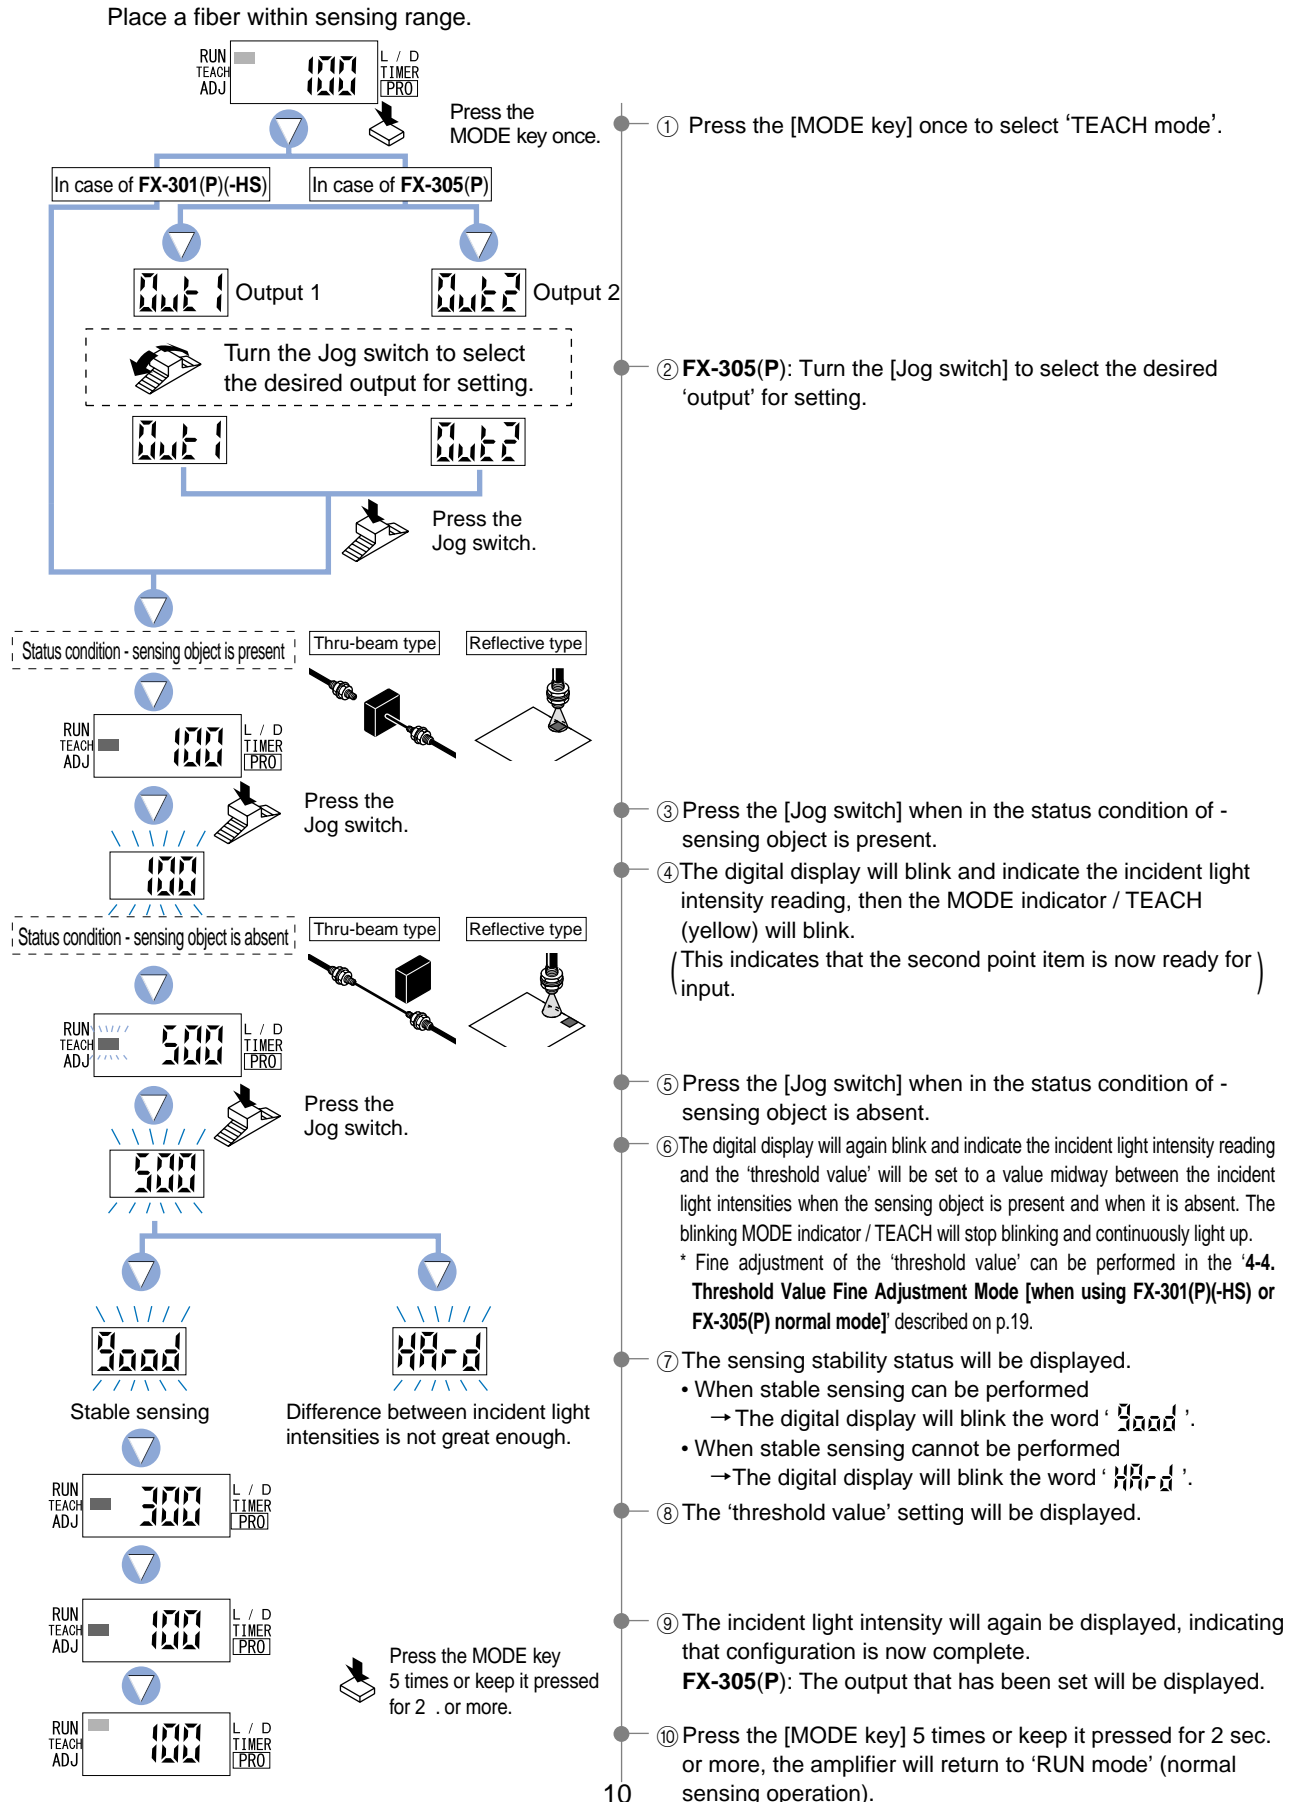 Place a fiber within sensing range.
RUN
TEACH
ADJ
100
L / D
TIMER
PRO
Press the
MODE key once.
In case of FX-301(P)(-HS)
In case of FX-305(P)
Out1
Output 1
Out2
Output 2
Turn the Jog switch to select
the desired output for setting.
Out1
Out2
Press the
Jog switch.
Status condition - sensing object is present
Thru-beam type
Reflective type
RUN
TEACH
ADJ
100
L / D
TIMER
PRO
Press the
Jog switch.
100
Status condition - sensing object is absent
Thru-beam type
Reflective type
RUN
TEACH
ADJ
500
L / D
TIMER
PRO
Press the
Jog switch.
500
good
HArd
Stable sensing
Difference between incident light
intensities is not great enough.
RUN
TEACH
ADJ
300
L / D
TIMER
PRO
RUN
TEACH
ADJ
100
L / D
TIMER
PRO
Press the MODE key
5 times or keep it pressed
for 2 . or more.
RUN
TEACH
ADJ
100
L / D
TIMER
PRO
① Press the [MODE key] once to select ‘TEACH mode’.
② FX-305(P): Turn the [Jog switch] to select the desired
‘output’ for setting.
③ Press the [Jog switch] when in the status condition of -
sensing object is present.
④ The digital display will blink and indicate the incident light
intensity reading, then the MODE indicator / TEACH
(yellow) will blink.
(This indicates that the second point item is now ready for
input.)
⑤ Press the [Jog switch] when in the status condition of -
sensing object is absent.
⑥ The digital display will again blink and indicate the incident light intensity reading
and the ‘threshold value’ will be set to a value midway between the incident
light intensities when the sensing object is present and when it is absent. The
blinking MODE indicator / TEACH will stop blinking and continuously light up.
* Fine adjustment of the ‘threshold value’ can be performed in the ‘4-4.
Threshold Value Fine Adjustment Mode [when using FX-301(P)(-HS) or
FX-305(P) normal mode]’ described on p.19.
⑦ The sensing stability status will be displayed.
• When stable sensing can be performed
→ The digital display will blink the word ‘ good ’.
• When stable sensing cannot be performed
→ The digital display will blink the word ‘ HArd ’.
⑧ The ‘threshold value’ setting will be displayed.
⑨ The incident light intensity will again be displayed, indicating
that configuration is now complete.
FX-305(P): The output that has been set will be displayed.
⑩ Press the [MODE key] 5 times or keep it pressed for 2 sec.
or more, the amplifier will return to ‘RUN mode’ (normal
sensing operation).
10